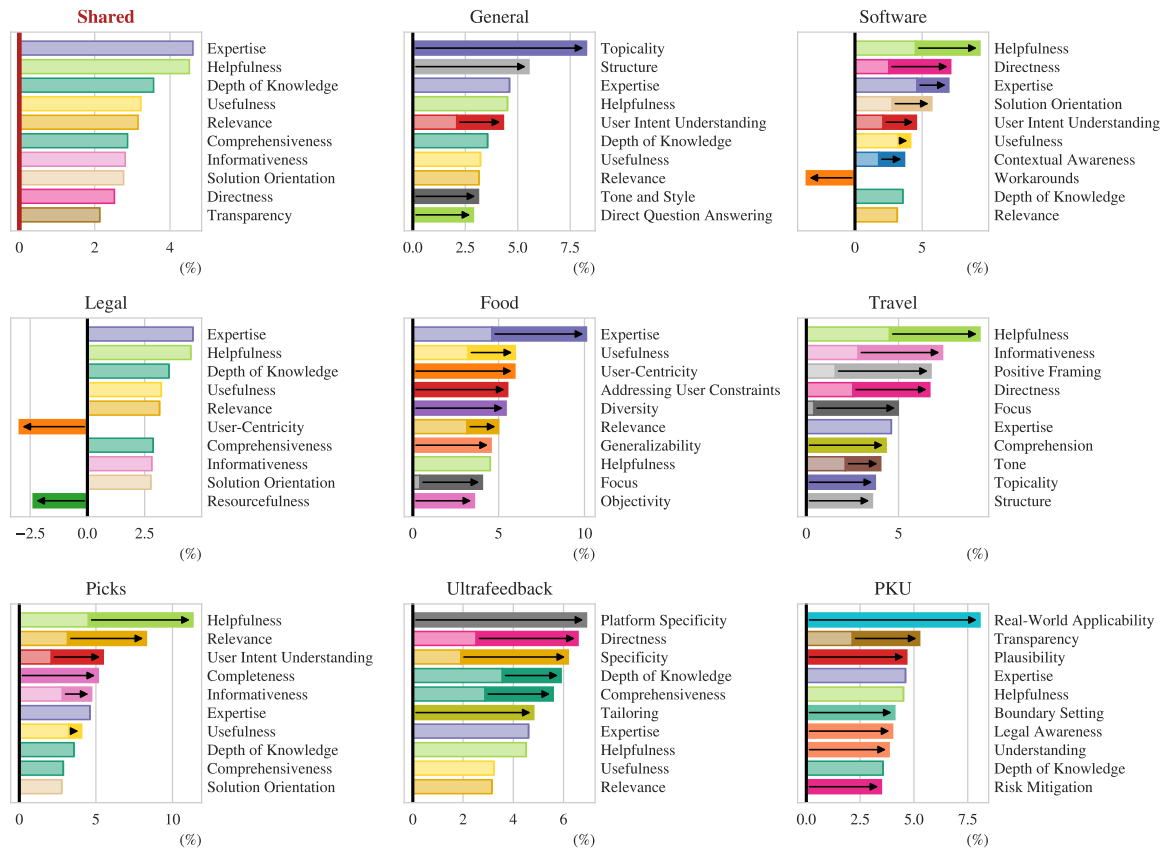 Shared
Expertise
Helpfulness
Depth of Knowledge
Usefulness
Relevance
Comprehensiveness
Informativeness
Solution Orientation
Directness
Transparency
0 2 4
(%)
General
Topicality
Structure
Expertise
Helpfulness
User Intent Understanding
Depth of Knowledge
Usefulness
Relevance
Tone and Style
Direct Question Answering
0.0 2.5 5.0 7.5
(%)
Software
Helpfulness
Directness
Expertise
Solution Orientation
User Intent Understanding
Usefulness
Contextual Awareness
Workarounds
Depth of Knowledge
Relevance
0 5
(%)
Legal
Expertise
Helpfulness
Depth of Knowledge
Usefulness
Relevance
User-Centricity
Comprehensiveness
Informativeness
Solution Orientation
Resourcefulness
−2.5 0.0 2.5
(%)
Food
Expertise
Usefulness
User-Centricity
Addressing User Constraints
Diversity
Relevance
Generalizability
Helpfulness
Focus
Objectivity
0 5 10
(%)
Travel
Helpfulness
Informativeness
Positive Framing
Directness
Focus
Expertise
Comprehension
Tone
Topicality
Structure
0 5
(%)
Picks
Helpfulness
Relevance
User Intent Understanding
Completeness
Informativeness
Expertise
Usefulness
Depth of Knowledge
Comprehensiveness
Solution Orientation
0 5 10
(%)
Ultrafeedback
Platform Specificity
Directness
Specificity
Depth of Knowledge
Comprehensiveness
Tailoring
Expertise
Helpfulness
Usefulness
Relevance
0 2 4 6
(%)
PKU
Real-World Applicability
Transparency
Plausibility
Expertise
Helpfulness
Boundary Setting
Legal Awareness
Understanding
Depth of Knowledge
Risk Mitigation
0.0 2.5 5.0 7.5
(%)